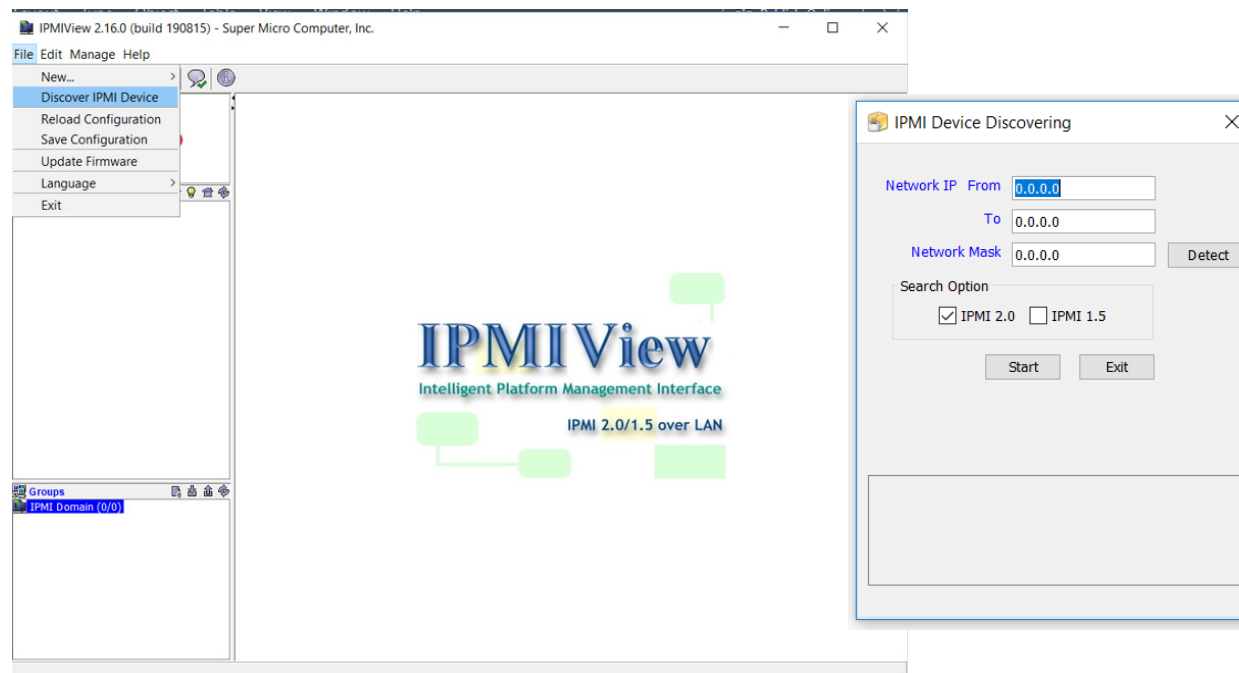 IPMIView 2.16.0 (build 190815) - Super Micro Computer, Inc.
File Edit Manage Help
New...
Discover IPMI Device
Reload Configuration
Save Configuration
Update Firmware
Language
Exit
IPMIView
Intelligent Platform Management Interface
IPMI 2.0/1.5 over LAN
Groups
IPMI Domain (0/0)
IPMI Device Discovering
Network IP From 0.0.0.0
To 0.0.0.0
Network Mask 0.0.0.0 Detect
Search Option
IPMI 2.0 IPMI 1.5
Start Exit